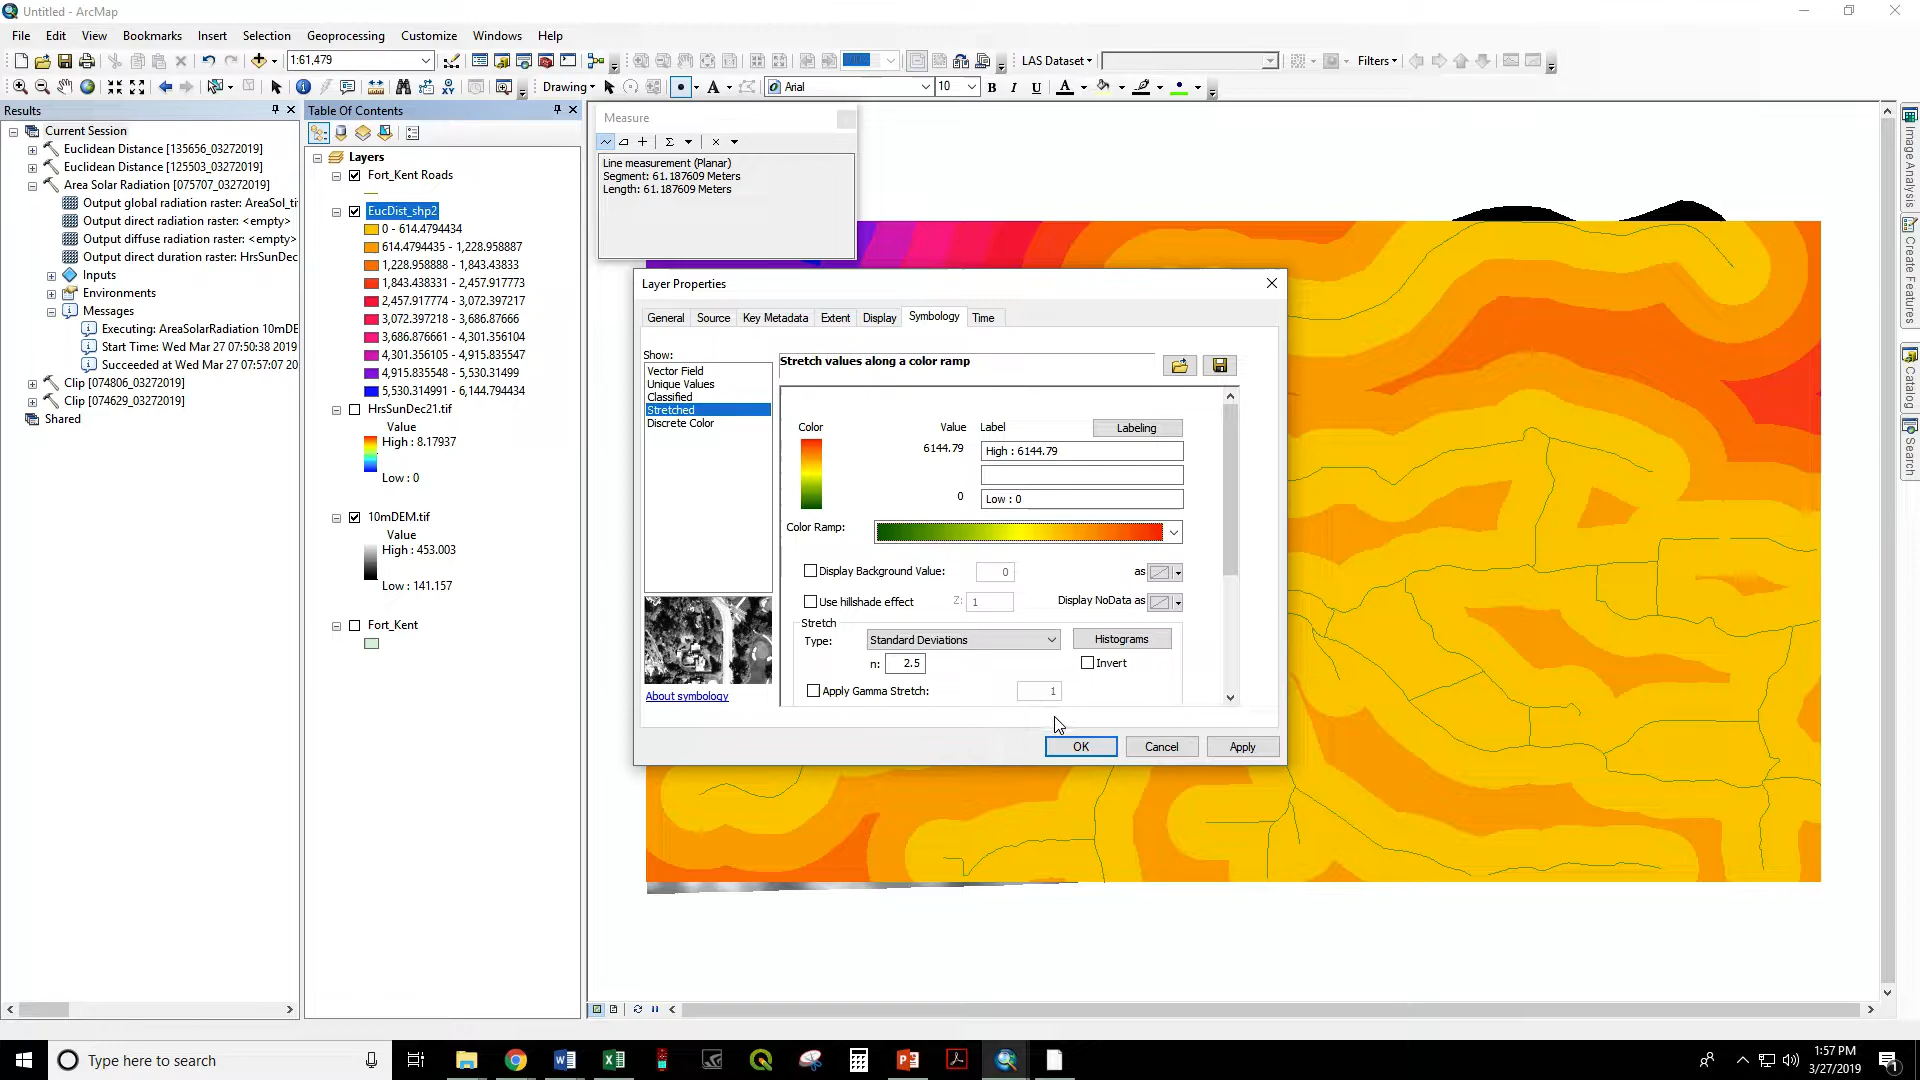 Untitled - ArcMap
File Edit View Bookmarks Insert Selection Geoprocessing Customize Windows Help
1:61,479
LAS Dataset
Filters
Drawing
A
Arial
10
B I U A
Results
Current Session
Euclidean Distance [135656_03272019]
Euclidean Distance [125503_03272019]
Area Solar Radiation [075707_03272019]
Output global radiation raster: AreaSol_tif
Output direct radiation raster: <empty>
Output diffuse radiation raster: <empty>
Output direct duration raster: HrsSunDec
Inputs
Environments
Messages
Executing: AreaSolarRadiation 10mDE
Start Time: Wed Mar 27 07:50:38 2019
Succeeded at Wed Mar 27 07:57:07 20
Clip [074806_03272019]
Clip [074629_03272019]
Shared
Table Of Contents
Layers
Fort_Kent Roads
EucDist_shp2
0 - 614.4794434
614.4794435 - 1,228.958887
1,228.958888 - 1,843.43833
1,843.438331 - 2,457.917773
2,457.917774 - 3,072.397217
3,072.397218 - 3,686.87666
3,686.876661 - 4,301.356104
4,301.356105 - 4,915.835547
4,915.835548 - 5,530.31499
5,530.314991 - 6,144.794434
HrsSunDec21.tif
Value
High : 8.17937
Low : 0
10mDEM.tif
Value
High : 453.003
Low : 141.157
Fort_Kent
Measure
Line measurement (Planar)
Segment: 61.187609 Meters
Length: 61.187609 Meters
Layer Properties
General Source Key Metadata Extent Display Symbology Time
Show:
Vector Field
Unique Values
Classified
Stretched
Discrete Color
About symbology
Stretch values along a color ramp
Color Value Label Labeling
6144.79 High : 6144.79
0 Low : 0
Color Ramp:
Display Background Value: 0 as
Use hillshade effect Z: 1 Display NoData as
Stretch
Type: Standard Deviations Histograms
n: 2.5 Invert
Apply Gamma Stretch: 1
OK Cancel Apply
Image Analysis
Create Features
Catalog
Search
Type here to search
1:57 PM
3/27/2019
1